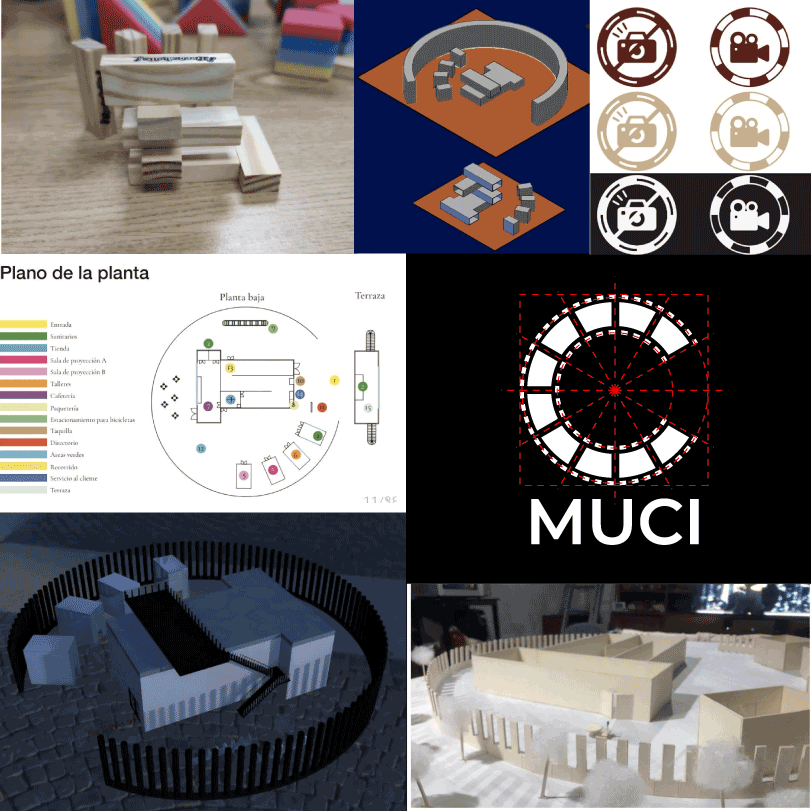 Plano de la planta
Planta baja
Terraza
Entrada
Sanitarios
Tienda
Sala de proyección A
Sala de proyección B
Talleres
Cafetería
Paquetería
Estacionamiento para bicicletas
Taquilla
Directorio
Áreas verdes
Recorrido
Servicio al cliente
Terraza
MUCI